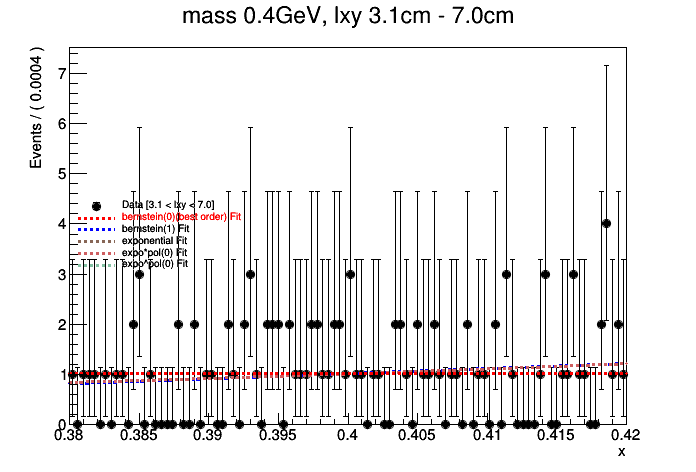 mass 0.4GeV, lxy 3.1cm - 7.0cm
Events / ( 0.0004 )
7
6
5
4
3
2
1
0
Data [3.1 < lxy < 7.0]
bernstein(0)(best order) Fit
bernstein(1) Fit
exponential Fit
expo*pol(0) Fit
expo^pol(0) Fit
0.38 0.385 0.39 0.395 0.4 0.405 0.41 0.415 0.42
x